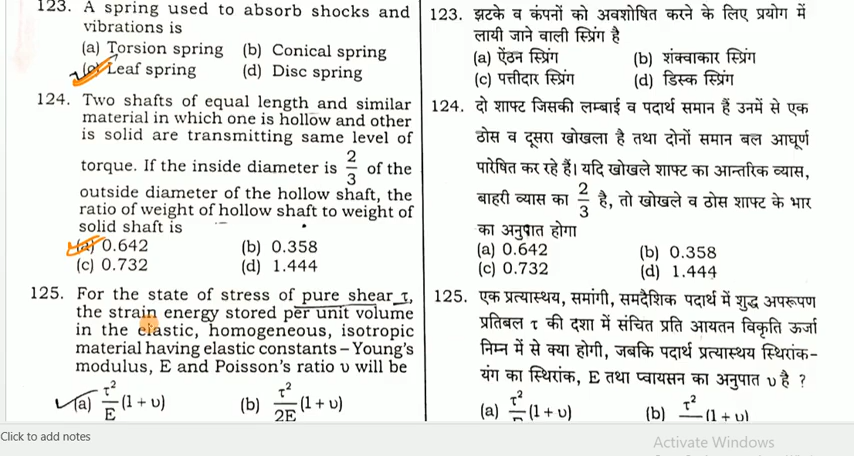 123. A spring used to absorb shocks and
vibrations is
(a) Torsion spring (b) Conical spring
(c) Leaf spring (d) Disc spring
124. Two shafts of equal length and similar
material in which one is hollow and other
is solid are transmitting same level of
torque. If the inside diameter is 2/3 of the
outside diameter of the hollow shaft, the
ratio of weight of hollow shaft to weight of
solid shaft is
(a) 0.642 (b) 0.358
(c) 0.732 (d) 1.444
125. For the state of stress of pure shear τ,
the strain energy stored per unit volume
in the elastic, homogeneous, isotropic
material having elastic constants – Young's
modulus, E and Poisson's ratio υ will be
(a) τ²/E (1 + υ) (b) τ²/2E (1 + υ)
123. झटके व कंपनों को अवशोषित करने के लिए प्रयोग में
लायी जाने वाली स्प्रिंग है
(a) ऐंठन स्प्रिंग (b) शंक्वाकार स्प्रिंग
(c) पत्तीदार स्प्रिंग (d) डिस्क स्प्रिंग
124. दो शाफ्ट जिसकी लम्बाई व पदार्थ समान हैं उनमें से एक
ठोस व दूसरा खोखला है तथा दोनों समान बल आघूर्ण
पारेषित कर रहे हैं। यदि खोखले शाफ्ट का आन्तरिक व्यास,
बाहरी व्यास का 2/3 है, तो खोखले व ठोस शाफ्ट के भार
का अनुपात होगा
(a) 0.642 (b) 0.358
(c) 0.732 (d) 1.444
125. एक प्रत्यास्थ, समांगी, समदैशिक पदार्थ में शुद्ध अपरूपण
प्रतिबल τ की दशा में संचित प्रति आयतन विकृति ऊर्जा
निम्न में से क्या होगी, जबकि पदार्थ प्रत्यास्थ स्थिरांक–
यंग का स्थिरांक, E तथा प्वायसन का अनुपात υ है ?
(a) τ² (1 + υ) (b) τ² (1 + υ)
Click to add notes
Activate Windows